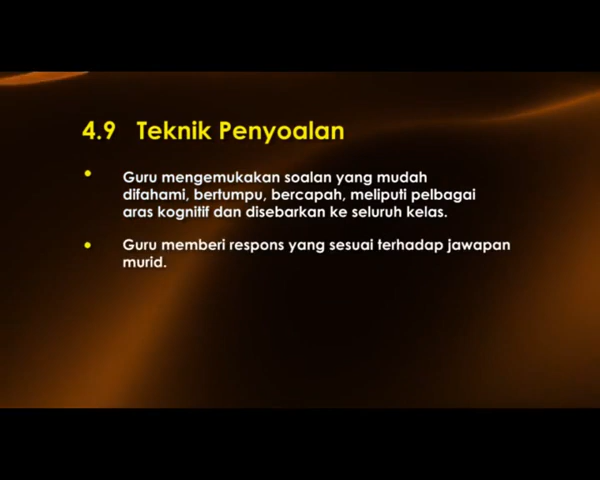 4.9 Teknik Penyoalan
• Guru mengemukakan soalan yang mudah
difahami, bertumpu, bercapah, meliputi pelbagai
aras kognitif dan disebarkan ke seluruh kelas.
• Guru memberi respons yang sesuai terhadap jawapan
murid.